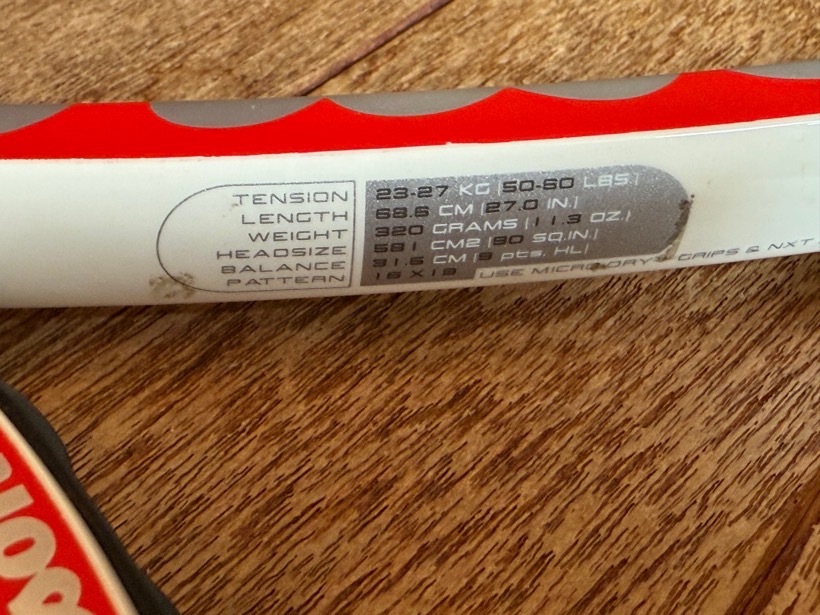 TENSION 23-27 KG (50-60 LBS)
LENGTH 68.6 CM (27.0 IN.)
WEIGHT 320 GRAMS (11.3 OZ.)
HEADSIZE 581 CM2 (90 SQ.IN.)
BALANCE 31.5 CM (9 pts. HL)
PATTERN 16 X 19 USE MICRO-DRY+ GRIPS & NXT